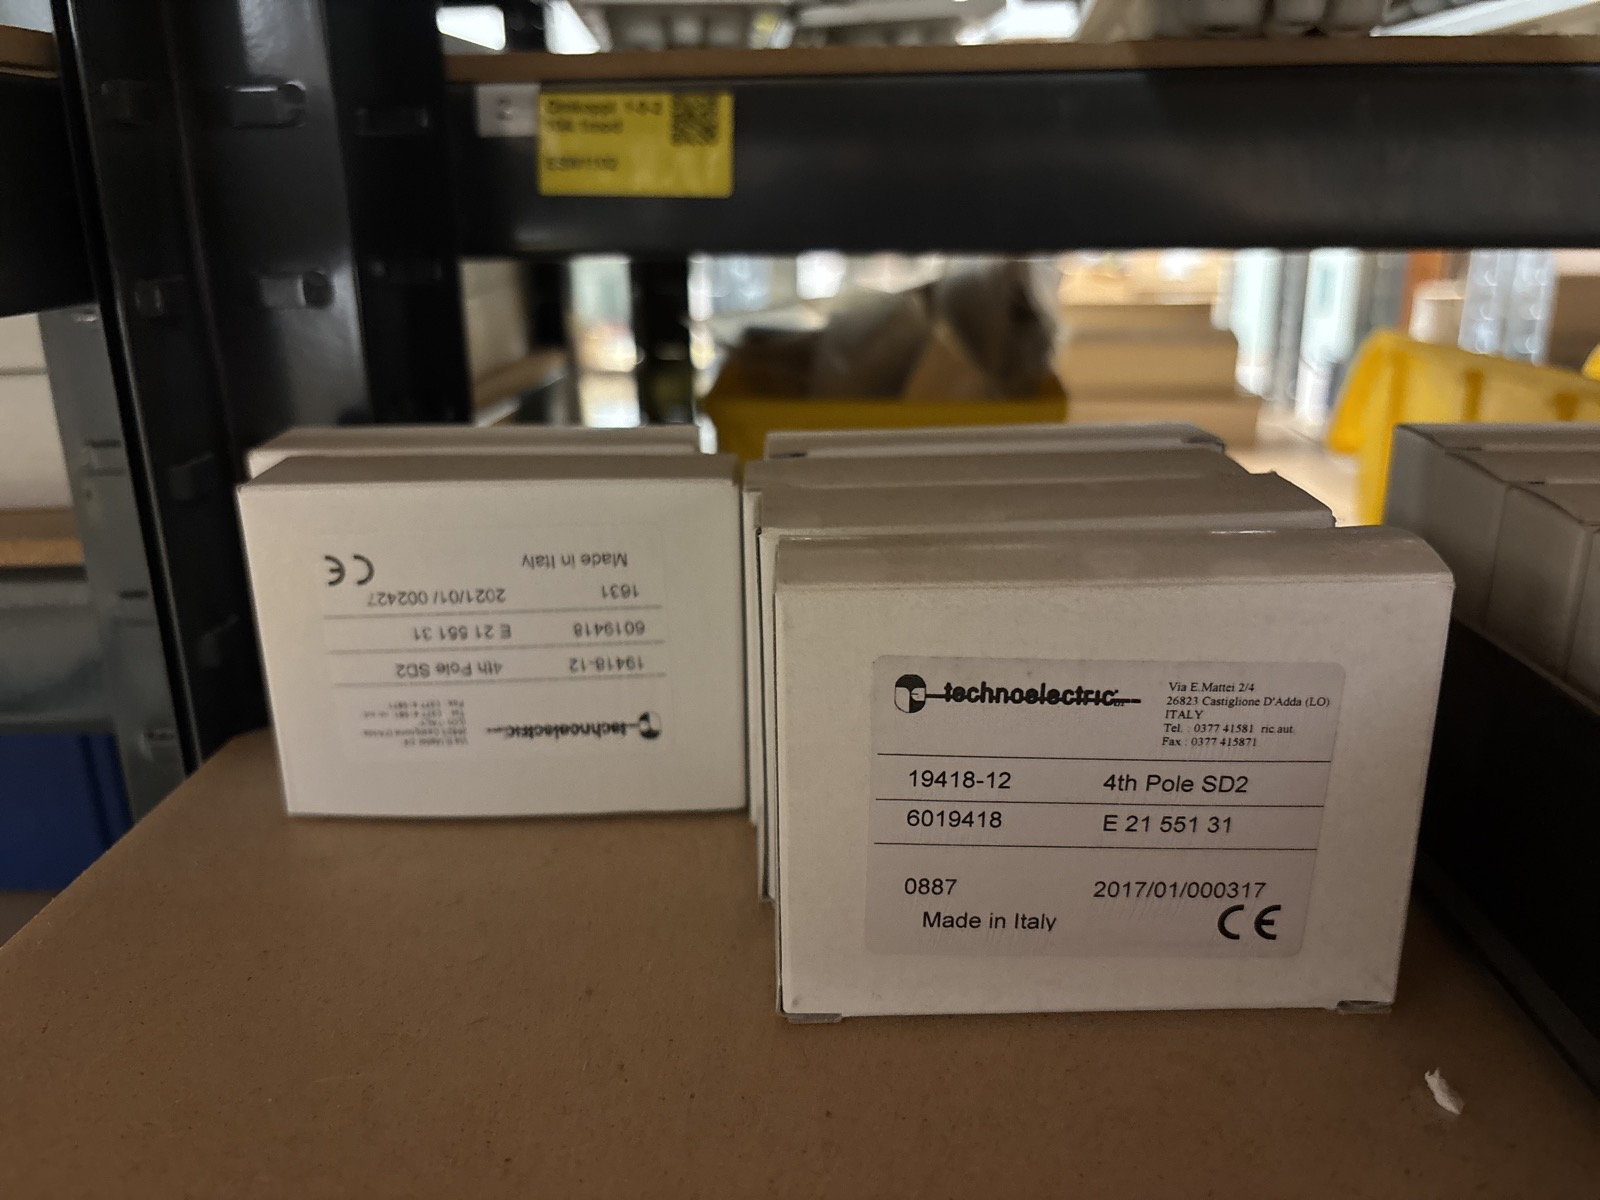 2
technoelectric
Via E.Mattei 2/4
26823 Castiglione D'Adda (LO)
ITALY
Tel. : 0377 41581 ric.aut.
Fax : 0377 415871
19418-12 4th Pole SD2
6019418 E 21 551 31
0887 2017/01/000317
Made in Italy CE
technoelectric
19418-12 4th Pole SD2
6019418 E 21 551 31
1631 2021/01/ 002427
Made in Italy CE